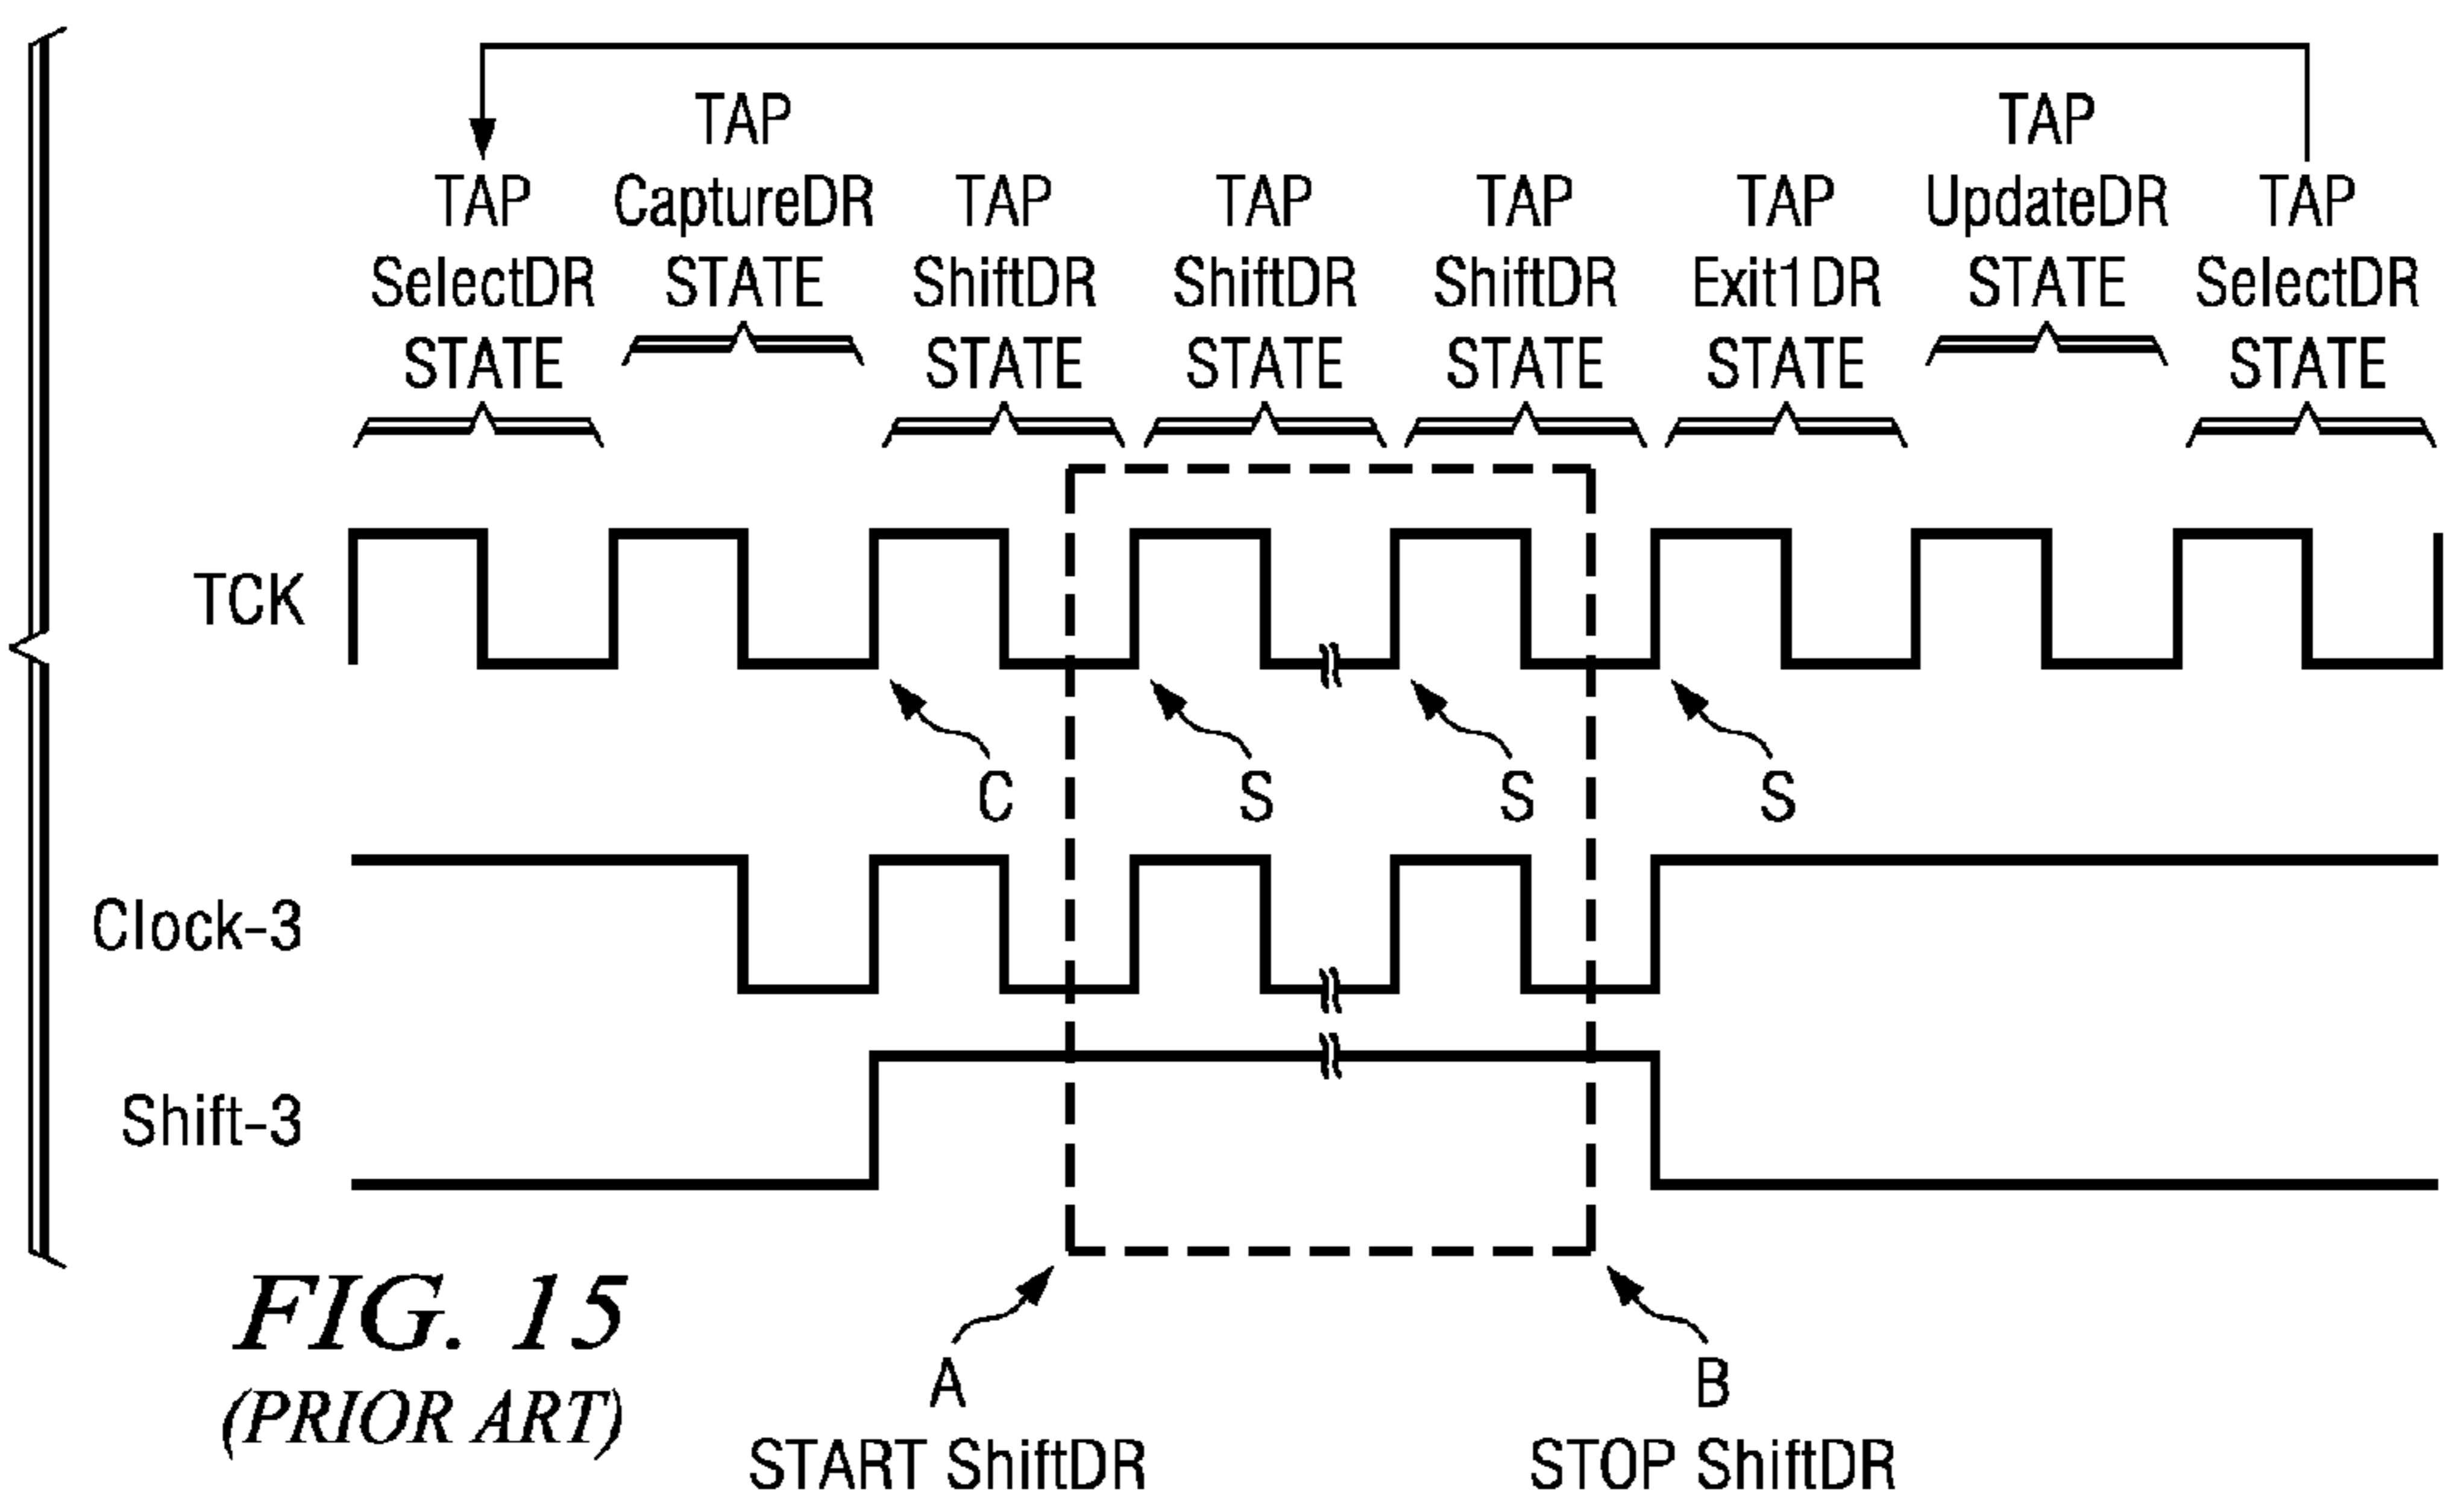 TAP
SelectDR
STATE
TAP
CaptureDR
STATE
TAP
ShiftDR
STATE
TAP
ShiftDR
STATE
TAP
ShiftDR
STATE
TAP
Exit1DR
STATE
TAP
UpdateDR
STATE
TAP
SelectDR
STATE
TCK
C
S
S
S
Clock-3
Shift-3
A
START ShiftDR
B
STOP ShiftDR
FIG. 15
(PRIOR ART)